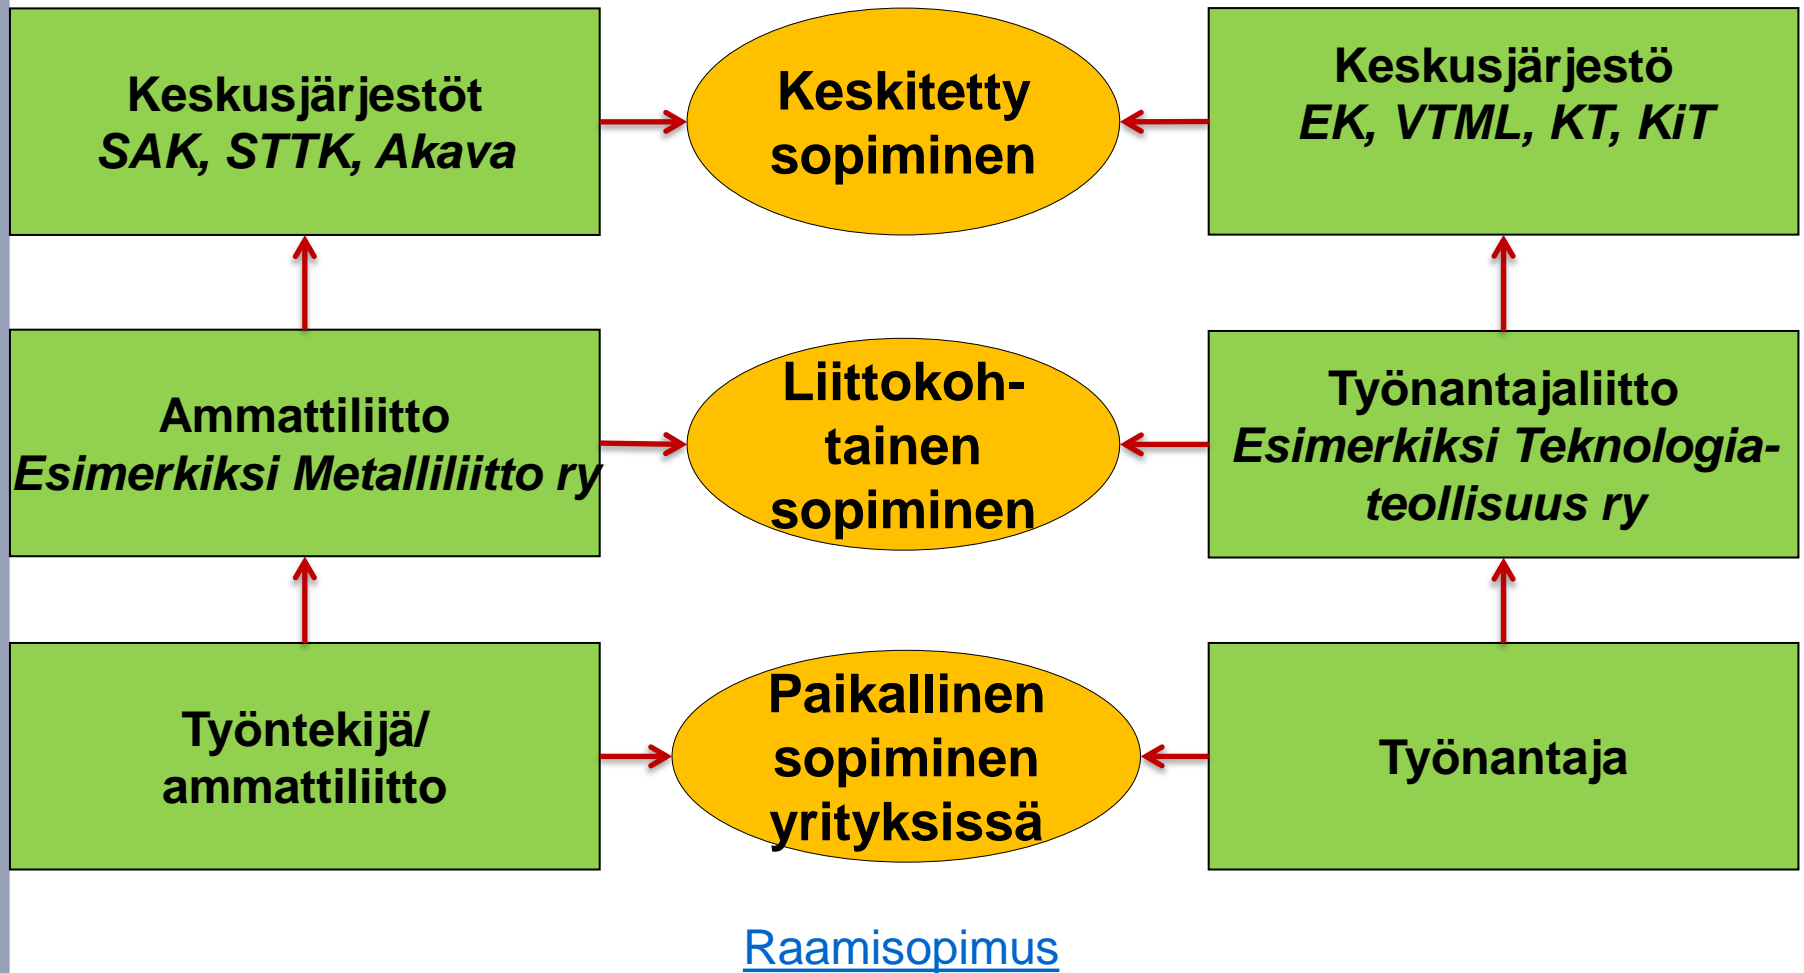 Keskusjärjestöt
SAK, STTK, Akava
Keskitetty
sopiminen
Keskusjärjestö
EK, VTML, KT, KiT
Ammattiliitto
Esimerkiksi Metalliliitto ry
Liittokoh-
tainen
sopiminen
Työnantajaliitto
Esimerkiksi Teknologia-
teollisuus ry
Työntekijä/
ammattiliitto
Paikallinen
sopiminen
yrityksissä
Työnantaja
Raamisopimus